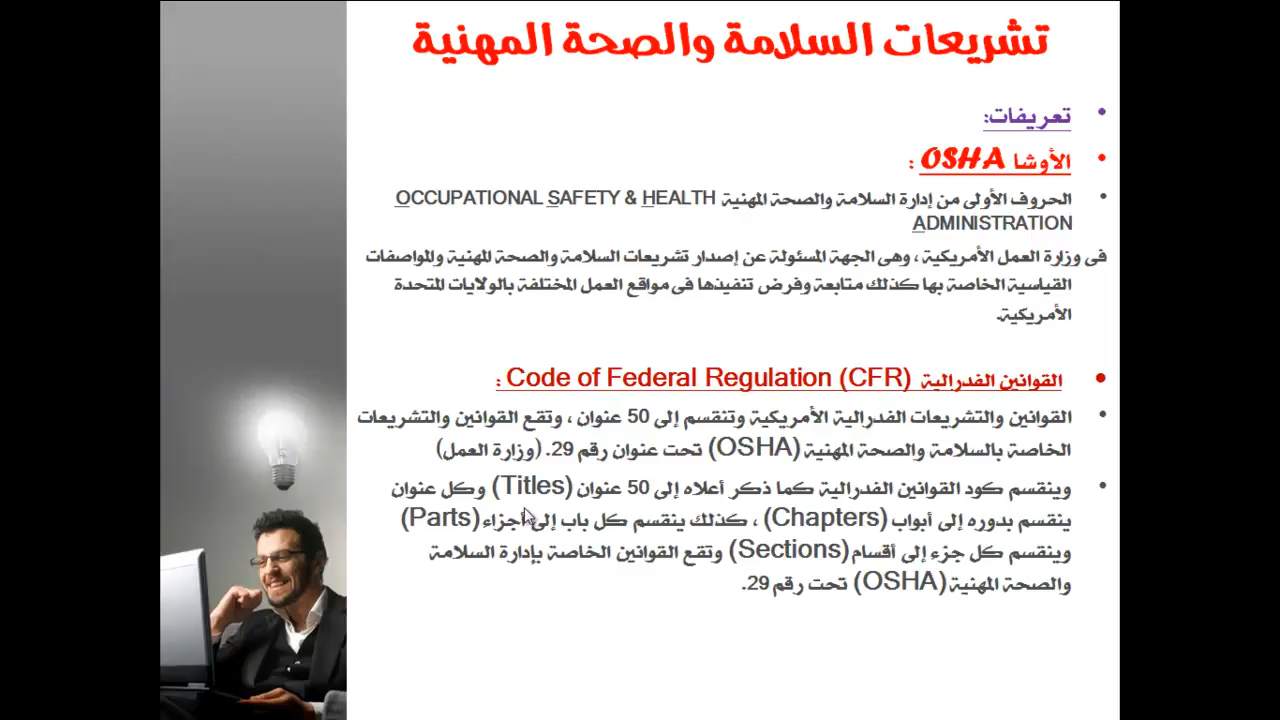 تشريعات السلامة والصحة المهنية
• تعريفات:
• الأوشا OSHA :
• الحروف الأولى من إدارة السلامة والصحة المهنية OCCUPATIONAL SAFETY & HEALTH
ADMINISTRATION
فى وزارة العمل الأمريكية ، وهى الجهة المسئولة عن إصدار تشريعات السلامة والصحة المهنية والمواصفات
القياسية الخاصة بها كذلك متابعة وفرض تنفيذها فى مواقع العمل المختلفة بالولايات المتحدة
الأمريكية.
• القوانين الفدرالية Code of Federal Regulation (CFR) :
• القوانين والتشريعات الفدرالية الأمريكية وتنقسم إلى 50 عنوان ، وتقع القوانين والتشريعات
الخاصة بالسلامة والصحة المهنية (OSHA) تحت عنوان رقم 29. (وزارة العمل)
• وينقسم كود القوانين الفدرالية كما ذكر أعلاه إلى 50 عنوان (Titles) وكل عنوان
ينقسم بدوره إلى أبواب (Chapters) ، كذلك ينقسم كل باب إلى أجزاء (Parts)
وينقسم كل جزء إلى أقسام (Sections) وتقع القوانين الخاصة بإدارة السلامة
والصحة المهنية (OSHA) تحت رقم 29.